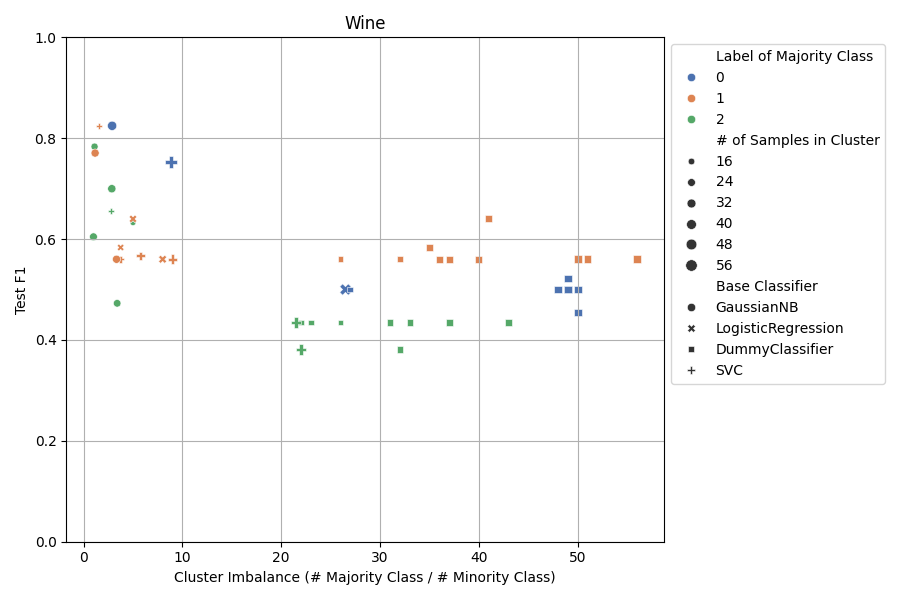 Wine
1.0
0.8
0.6
0.4
0.2
0.0
Test F1
0 10 20 30 40 50
Cluster Imbalance (# Majority Class / # Minority Class)
Label of Majority Class
0
1
2
# of Samples in Cluster
16
24
32
40
48
56
Base Classifier
GaussianNB
LogisticRegression
DummyClassifier
SVC